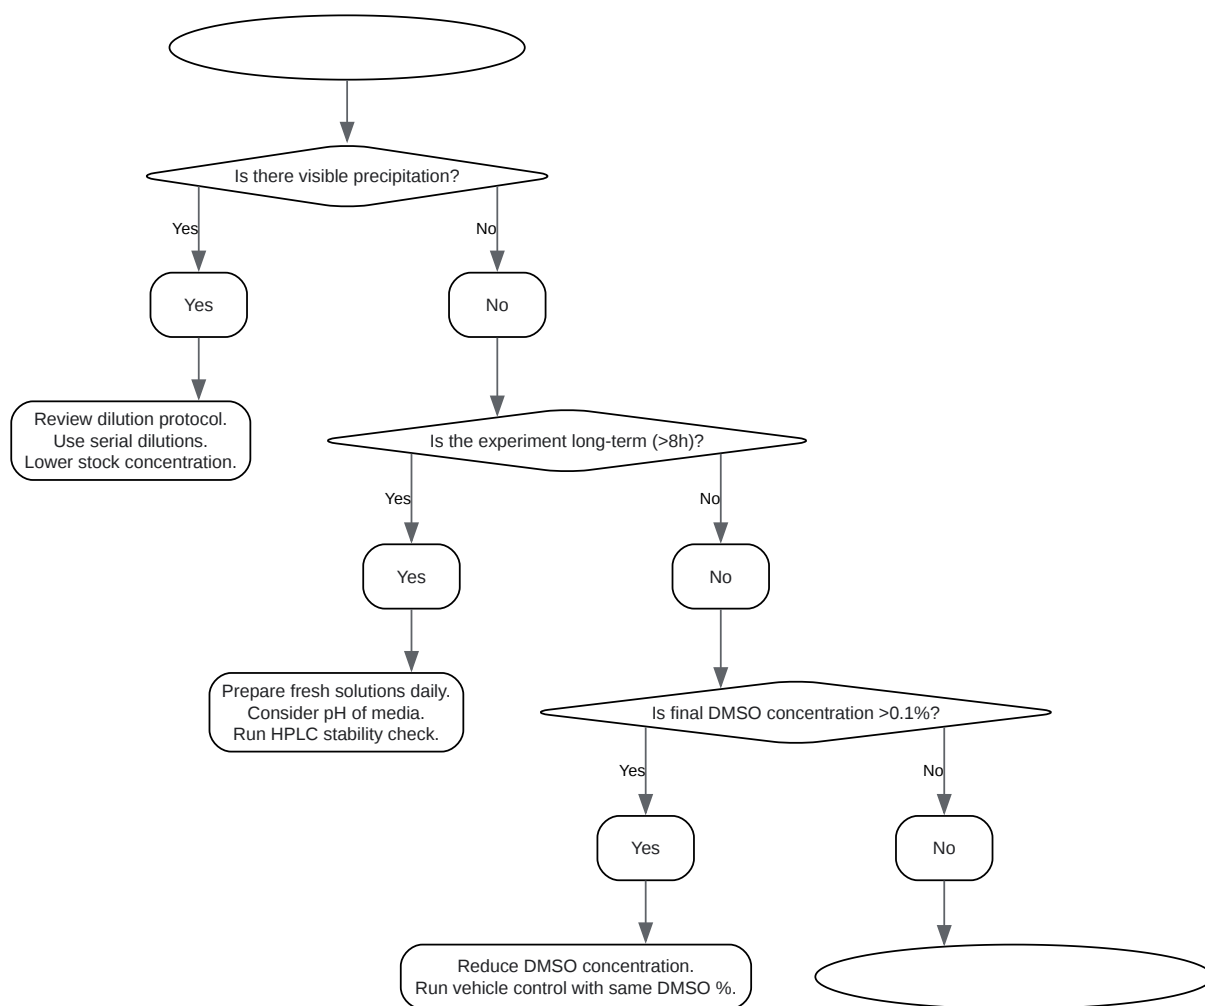 Is there visible precipitation?
Yes
No
Yes
No
Review dilution protocol.
Use serial dilutions.
Lower stock concentration.
Is the experiment long-term (>8h)?
Yes
No
Yes
No
Prepare fresh solutions daily.
Consider pH of media.
Run HPLC stability check.
Is final DMSO concentration >0.1%?
Yes
No
Yes
No
Reduce DMSO concentration.
Run vehicle control with same DMSO %.